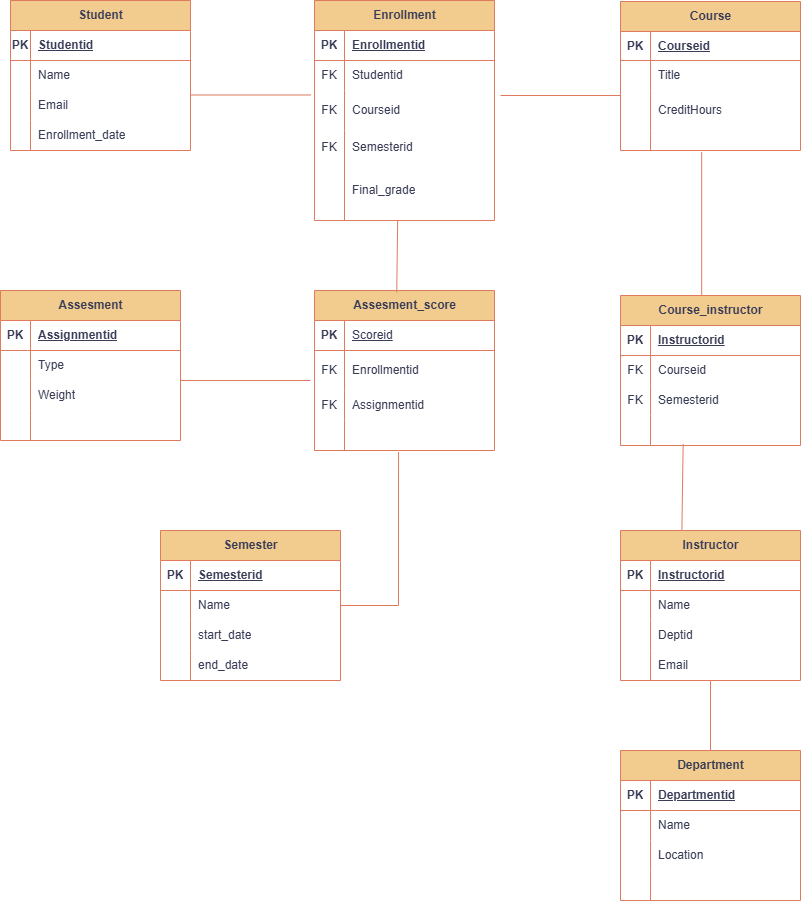 Student
PK Studentid
Name
Email
Enrollment_date
Enrollment
PK Enrollmentid
FK Studentid
FK Courseid
FK Semesterid
Final_grade
Course
PK Courseid
Title
CreditHours
Assesment
PK Assignmentid
Type
Weight
Assesment_score
PK Scoreid
FK Enrollmentid
FK Assignmentid
Course_instructor
PK Instructorid
FK Courseid
FK Semesterid
Semester
PK Semesterid
Name
start_date
end_date
Instructor
PK Instructorid
Name
Deptid
Email
Department
PK Departmentid
Name
Location